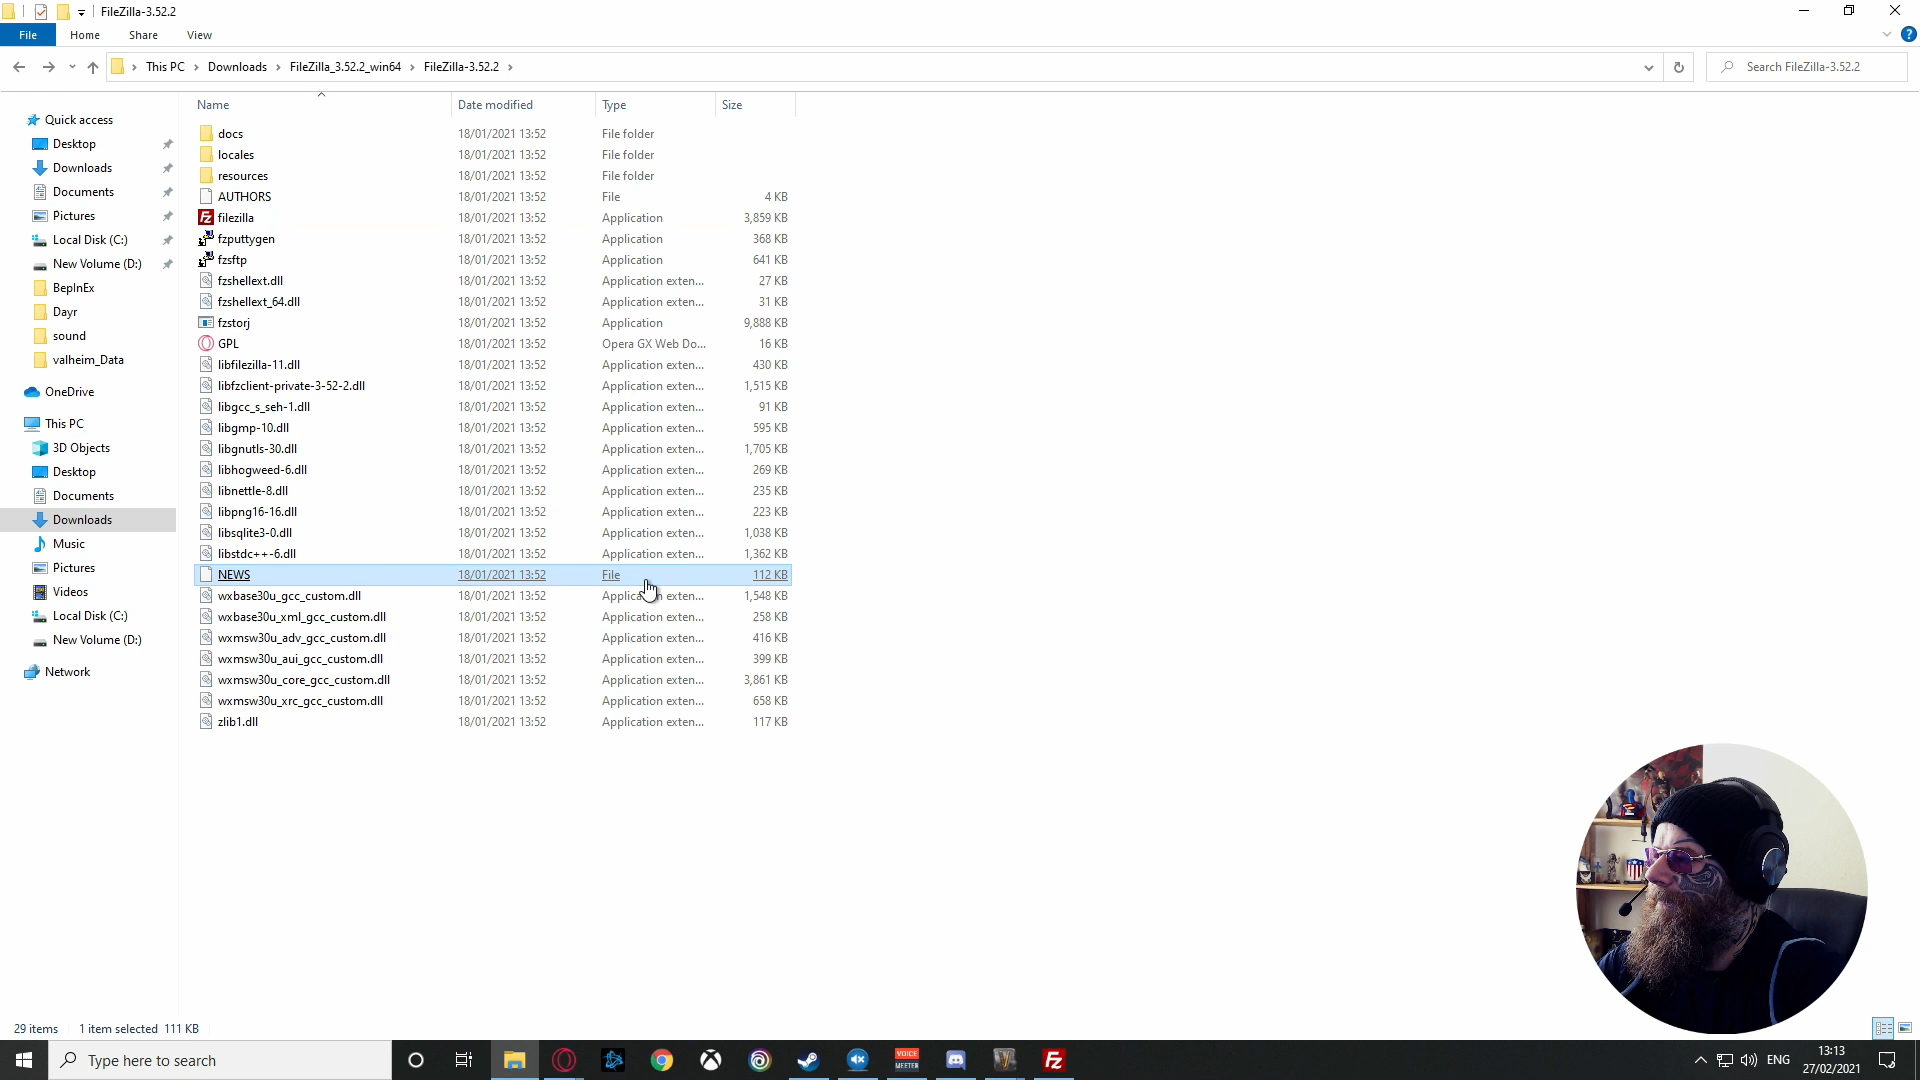 FileZilla-3.52.2
File Home Share View
This PC Downloads FileZilla_3.52.2_win64 FileZilla-3.52.2 Search FileZilla-3.52.2
Name Date modified Type Size
Quick access
Desktop
Downloads
Documents
Pictures
Local Disk (C:)
New Volume (D:)
BepInEx
Dayr
sound
valheim_Data
OneDrive
This PC
3D Objects
Desktop
Documents
Downloads
Music
Pictures
Videos
Local Disk (C:)
New Volume (D:)
Network
docs 18/01/2021 13:52 File folder
locales 18/01/2021 13:52 File folder
resources 18/01/2021 13:52 File folder
AUTHORS 18/01/2021 13:52 File 4 KB
filezilla 18/01/2021 13:52 Application 3,859 KB
fzputtygen 18/01/2021 13:52 Application 368 KB
fzsftp 18/01/2021 13:52 Application 641 KB
fzshellext.dll 18/01/2021 13:52 Application exten... 27 KB
fzshellext_64.dll 18/01/2021 13:52 Application exten... 31 KB
fzstorj 18/01/2021 13:52 Application 9,888 KB
GPL 18/01/2021 13:52 Opera GX Web Do... 16 KB
libfilezilla-11.dll 18/01/2021 13:52 Application exten... 430 KB
libfzclient-private-3-52-2.dll 18/01/2021 13:52 Application exten... 1,515 KB
libgcc_s_seh-1.dll 18/01/2021 13:52 Application exten... 91 KB
libgmp-10.dll 18/01/2021 13:52 Application exten... 595 KB
libgnutls-30.dll 18/01/2021 13:52 Application exten... 1,705 KB
libhogweed-6.dll 18/01/2021 13:52 Application exten... 269 KB
libnettle-8.dll 18/01/2021 13:52 Application exten... 235 KB
libpng16-16.dll 18/01/2021 13:52 Application exten... 223 KB
libsqlite3-0.dll 18/01/2021 13:52 Application exten... 1,038 KB
libstdc++-6.dll 18/01/2021 13:52 Application exten... 1,362 KB
NEWS 18/01/2021 13:52 File 112 KB
wxbase30u_gcc_custom.dll 18/01/2021 13:52 Application exten... 1,548 KB
wxbase30u_xml_gcc_custom.dll 18/01/2021 13:52 Application exten... 258 KB
wxmsw30u_adv_gcc_custom.dll 18/01/2021 13:52 Application exten... 416 KB
wxmsw30u_aui_gcc_custom.dll 18/01/2021 13:52 Application exten... 399 KB
wxmsw30u_core_gcc_custom.dll 18/01/2021 13:52 Application exten... 3,861 KB
wxmsw30u_xrc_gcc_custom.dll 18/01/2021 13:52 Application exten... 658 KB
zlib1.dll 18/01/2021 13:52 Application exten... 117 KB
29 items 1 item selected 111 KB
Type here to search VOICE MEETER Fz ENG 13:13
27/02/2021